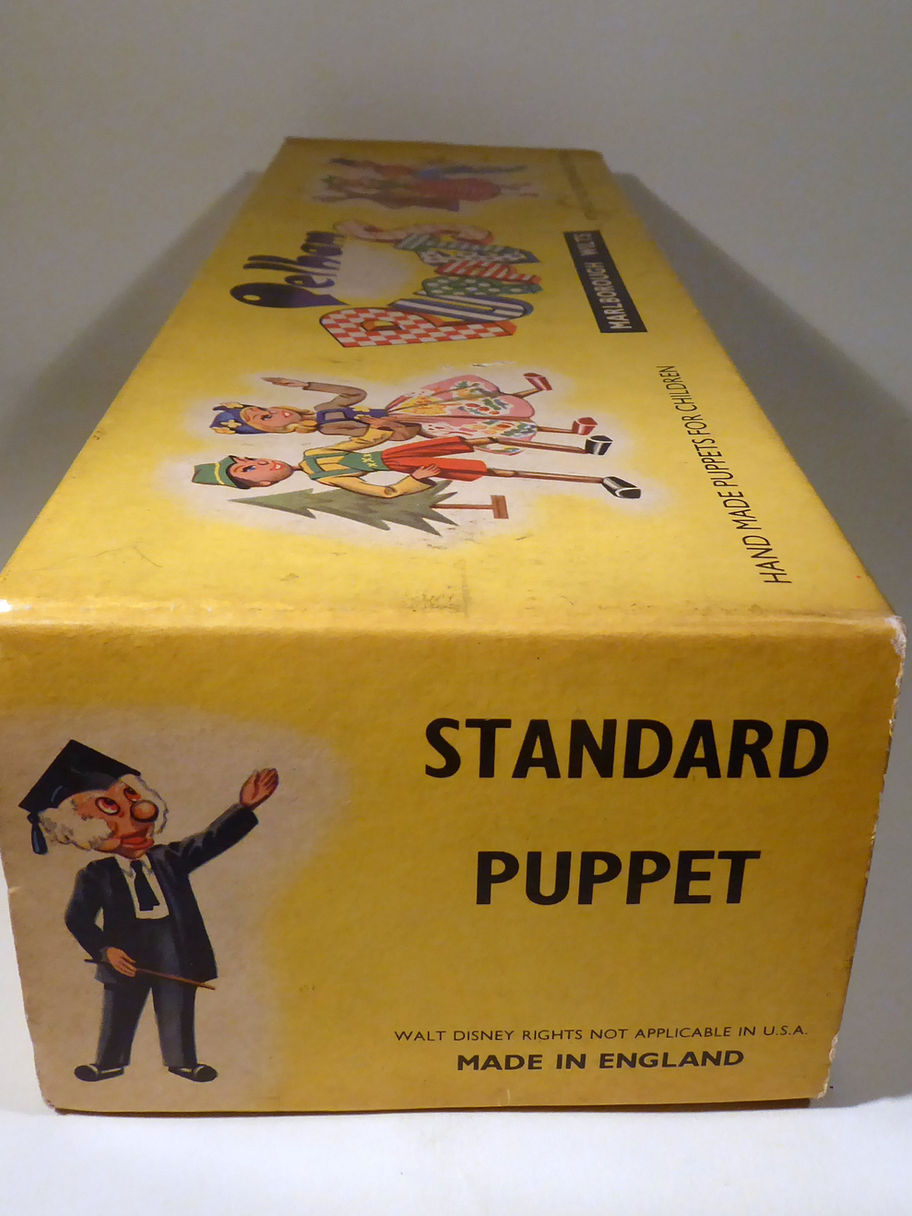 Pelham
PUPPETS
MARLBOROUGH WILTS
HAND MADE PUPPETS FOR CHILDREN
STANDARD
PUPPET
WALT DISNEY RIGHTS NOT APPLICABLE IN U.S.A.
MADE IN ENGLAND